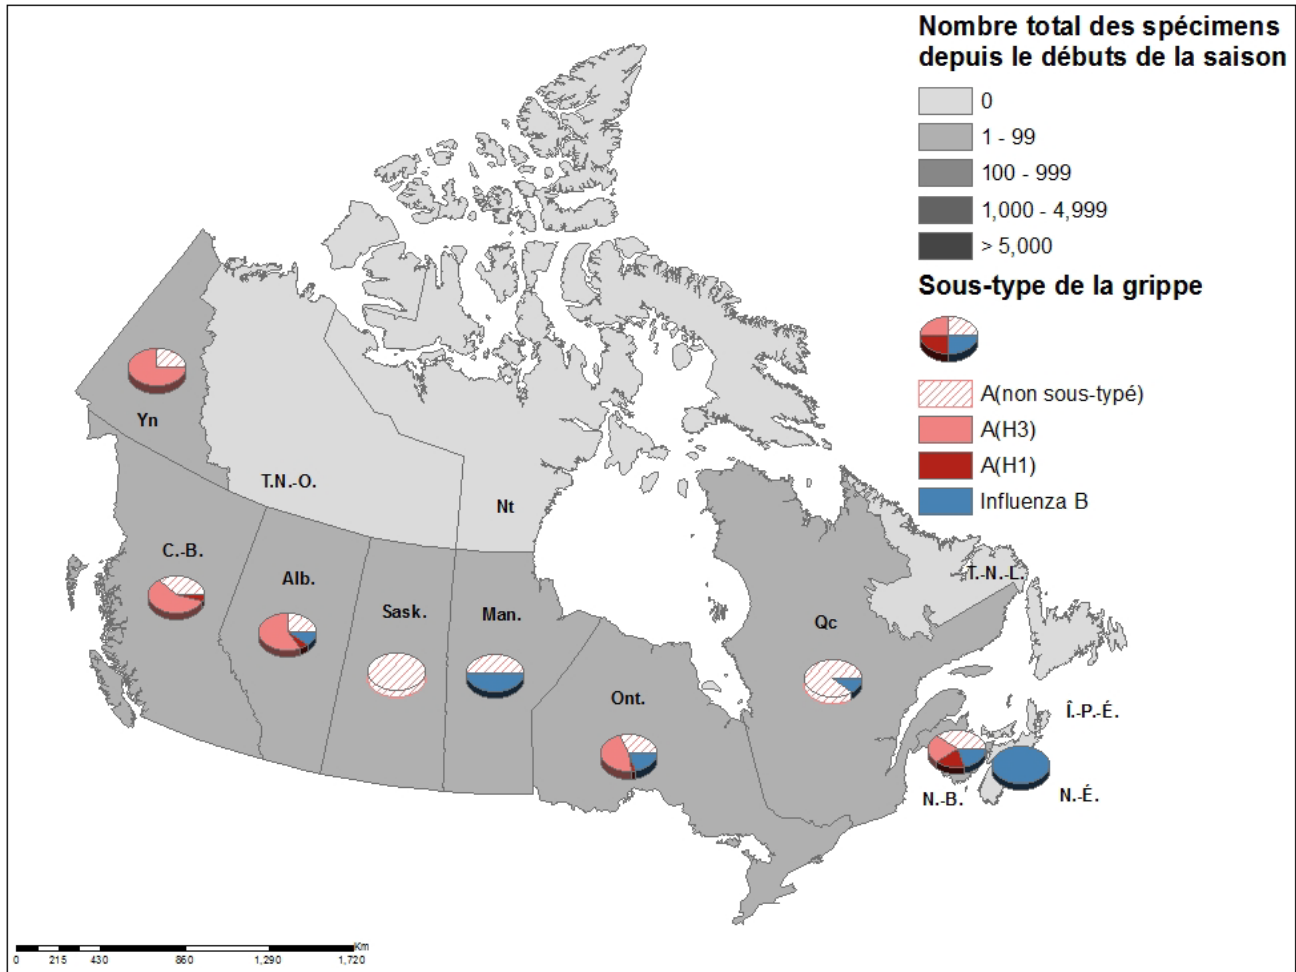 Nombre total des spécimens
depuis le débuts de la saison
0
1 - 99
100 - 999
1,000 - 4,999
> 5,000
Sous-type de la grippe
A(non sous-typé)
A(H3)
A(H1)
Influenza B
Yn
T.N.-O.
Nt
C.-B.
Alb.
Sask.
Man.
Ont.
Qc
T.-N.-L.
Î.-P.-É.
N.-B.
N.-É.
Km
0 215 430 860 1,290 1,720